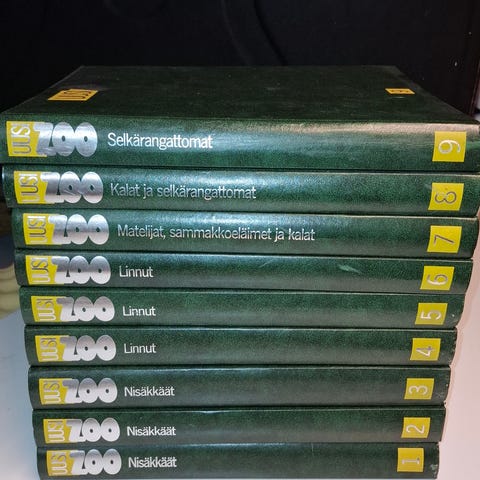 UUSI
9
UUSI ZOO Selkärangattomat 9
UUSI ZOO Kalat ja selkärangattomat 8
UUSI ZOO Matelijat, sammakkoeläimet ja kalat 7
UUSI ZOO Linnut 6
UUSI ZOO Linnut 5
UUSI ZOO Linnut 4
UUSI ZOO Nisäkkäät 3
UUSI ZOO Nisäkkäät 2
UUSI ZOO Nisäkkäät 1